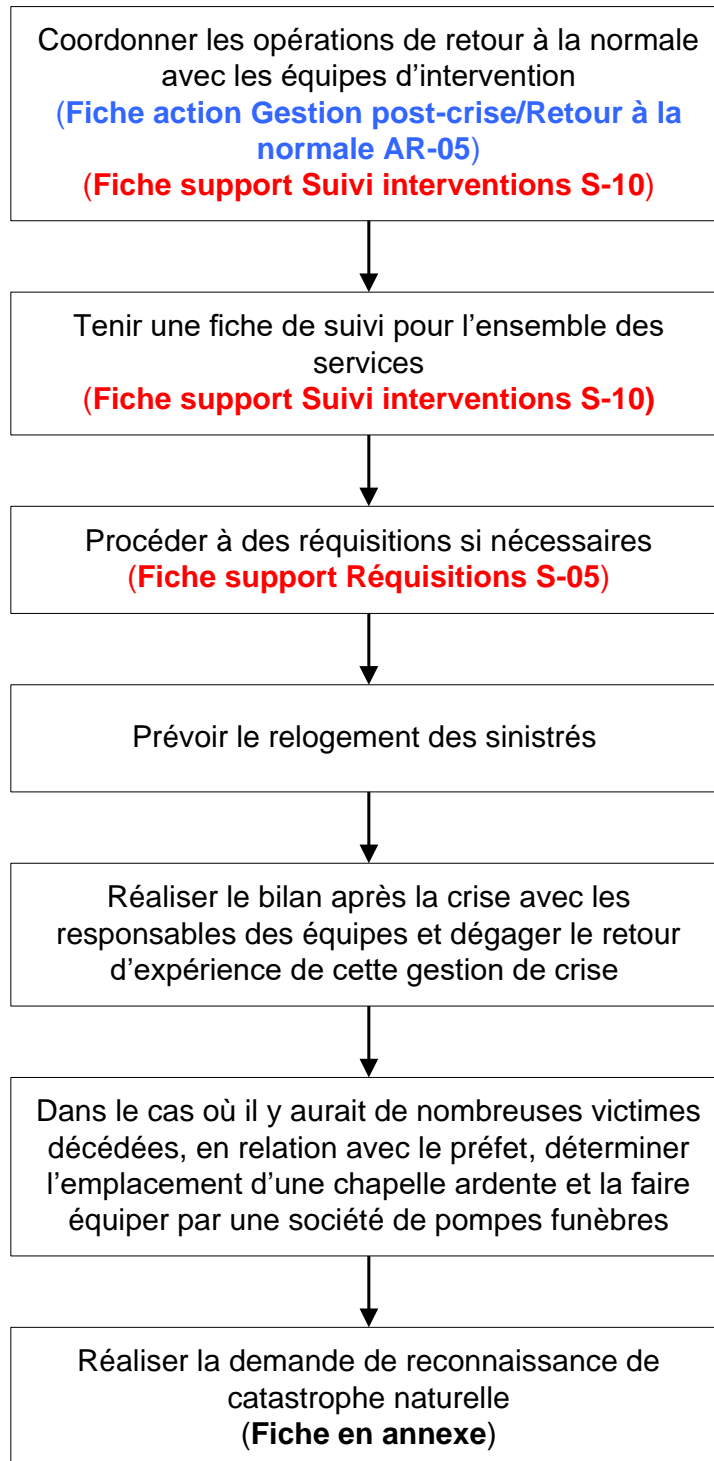 Coordonner les opérations de retour à la normale
avec les équipes d’intervention
(Fiche action Gestion post-crise/Retour à la
normale AR-05)
(Fiche support Suivi interventions S-10)
Tenir une fiche de suivi pour l’ensemble des
services
(Fiche support Suivi interventions S-10)
Procéder à des réquisitions si nécessaires
(Fiche support Réquisitions S-05)
Prévoir le relogement des sinistrés
Réaliser le bilan après la crise avec les
responsables des équipes et dégager le retour
d’expérience de cette gestion de crise
Dans le cas où il y aurait de nombreuses victimes
décédées, en relation avec le préfet, déterminer
l’emplacement d’une chapelle ardente et la faire
équiper par une société de pompes funèbres
Réaliser la demande de reconnaissance de
catastrophe naturelle
(Fiche en annexe)